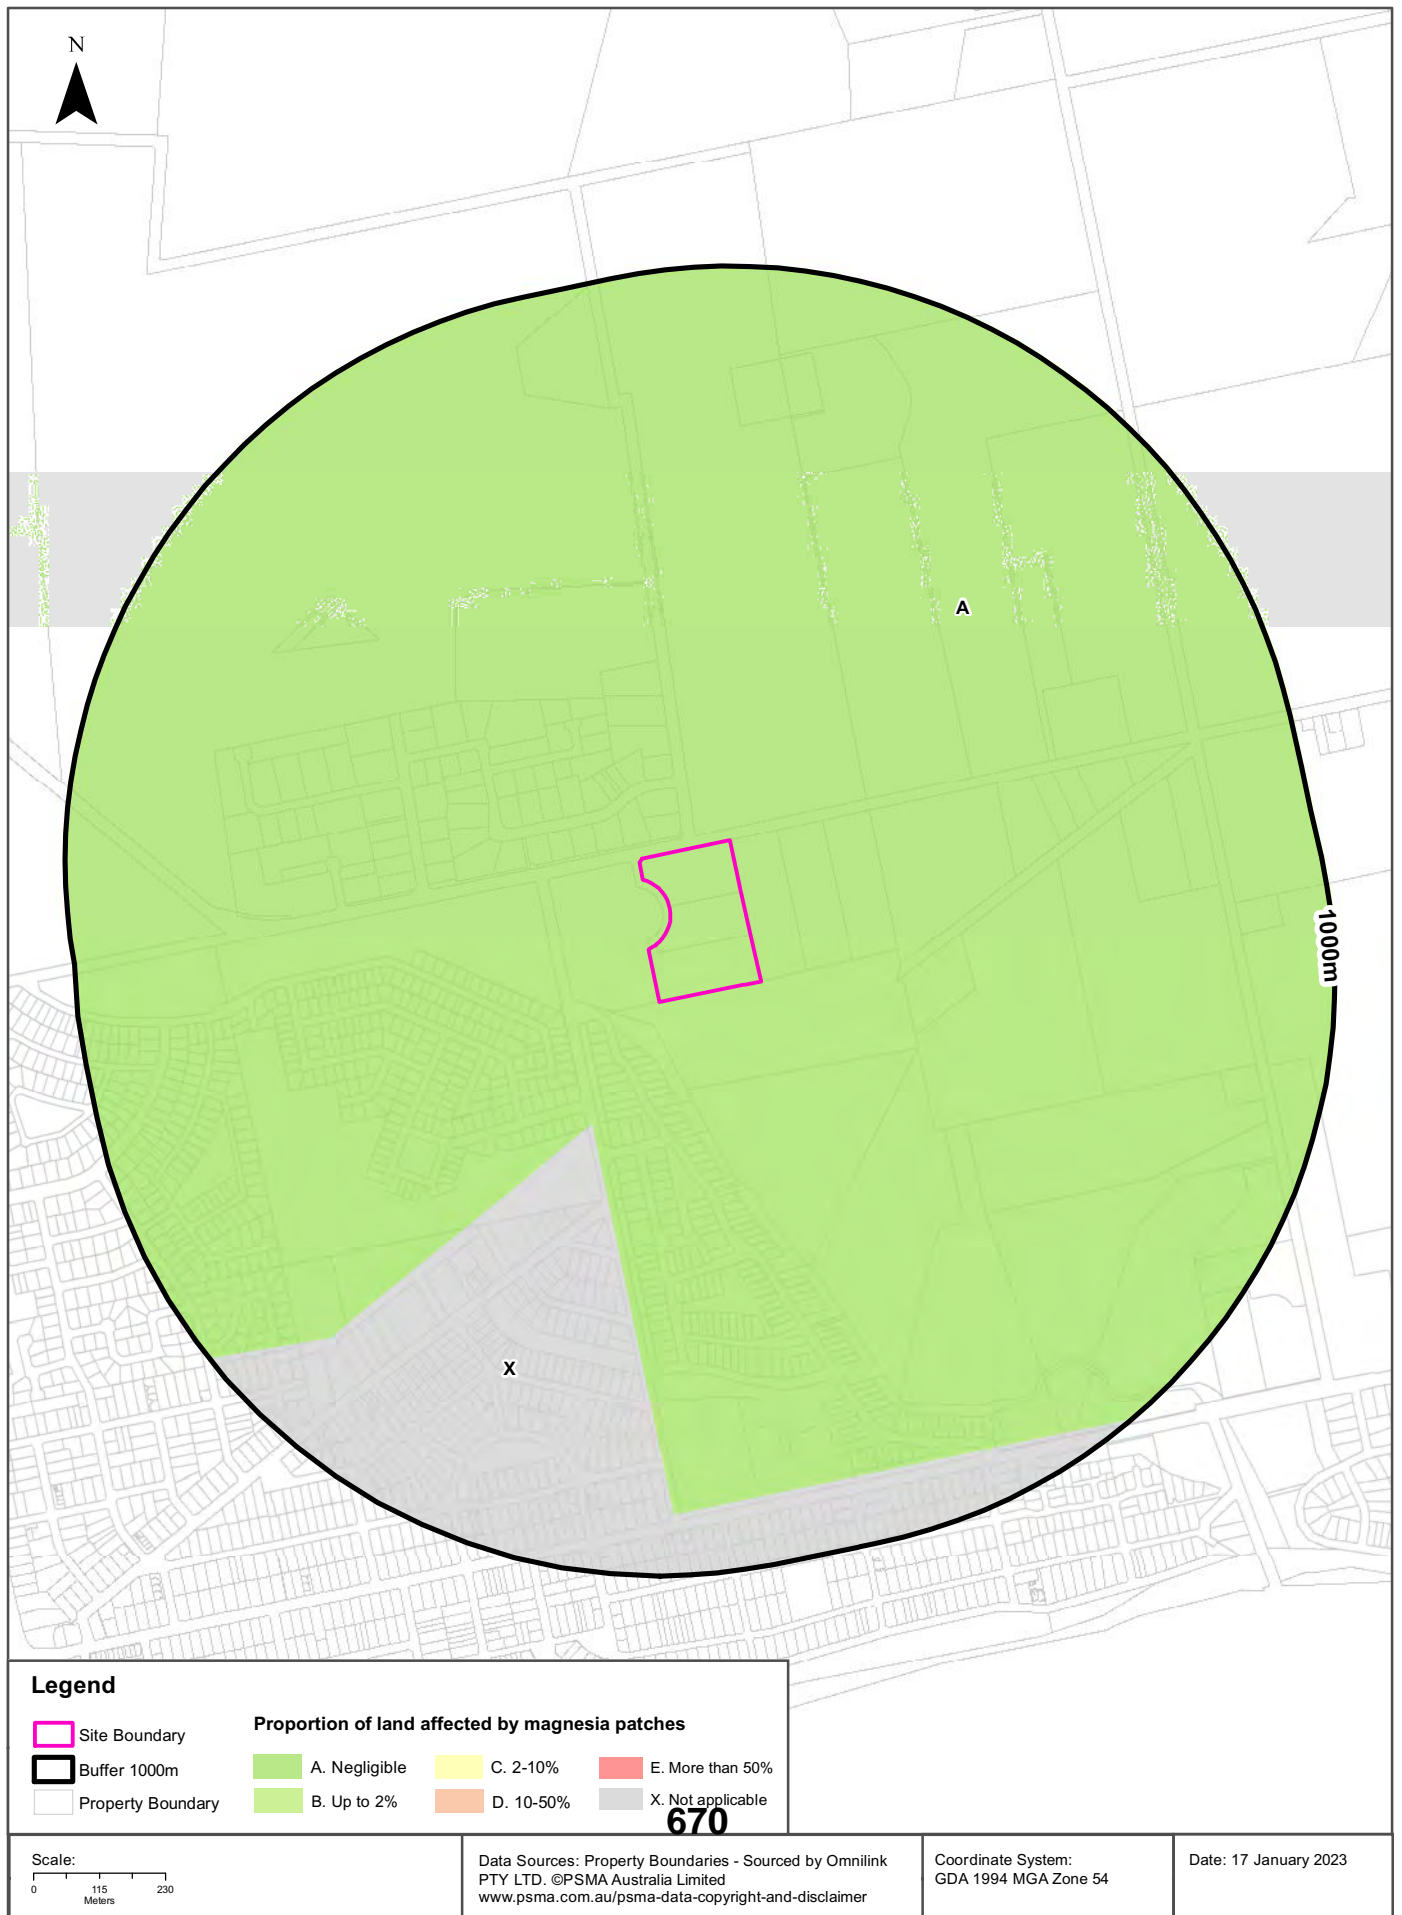 N
A
1000m
X
Legend
Site Boundary
Buffer 1000m
Property Boundary
Proportion of land affected by magnesia patches
A. Negligible
B. Up to 2%
C. 2-10%
D. 10-50%
E. More than 50%
X. Not applicable
670
Scale:
0 115 230
Meters
Data Sources: Property Boundaries - Sourced by Omnilink
PTY LTD. ©PSMA Australia Limited
www.psma.com.au/psma-data-copyright-and-disclaimer
Coordinate System:
GDA 1994 MGA Zone 54
Date: 17 January 2023